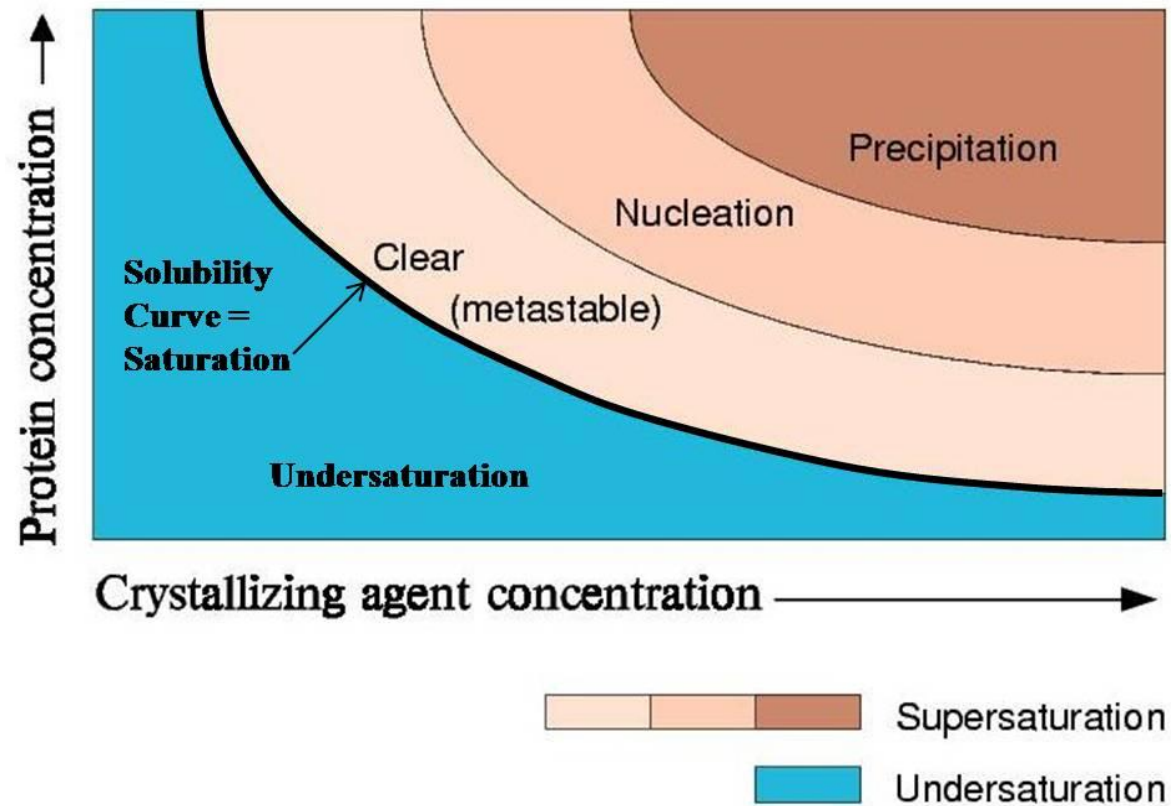 Protein concentration
Precipitation
Nucleation
Clear
(metastable)
Solubility
Curve =
Saturation
Undersaturation
Crystallizing agent concentration
Supersaturation
Undersaturation